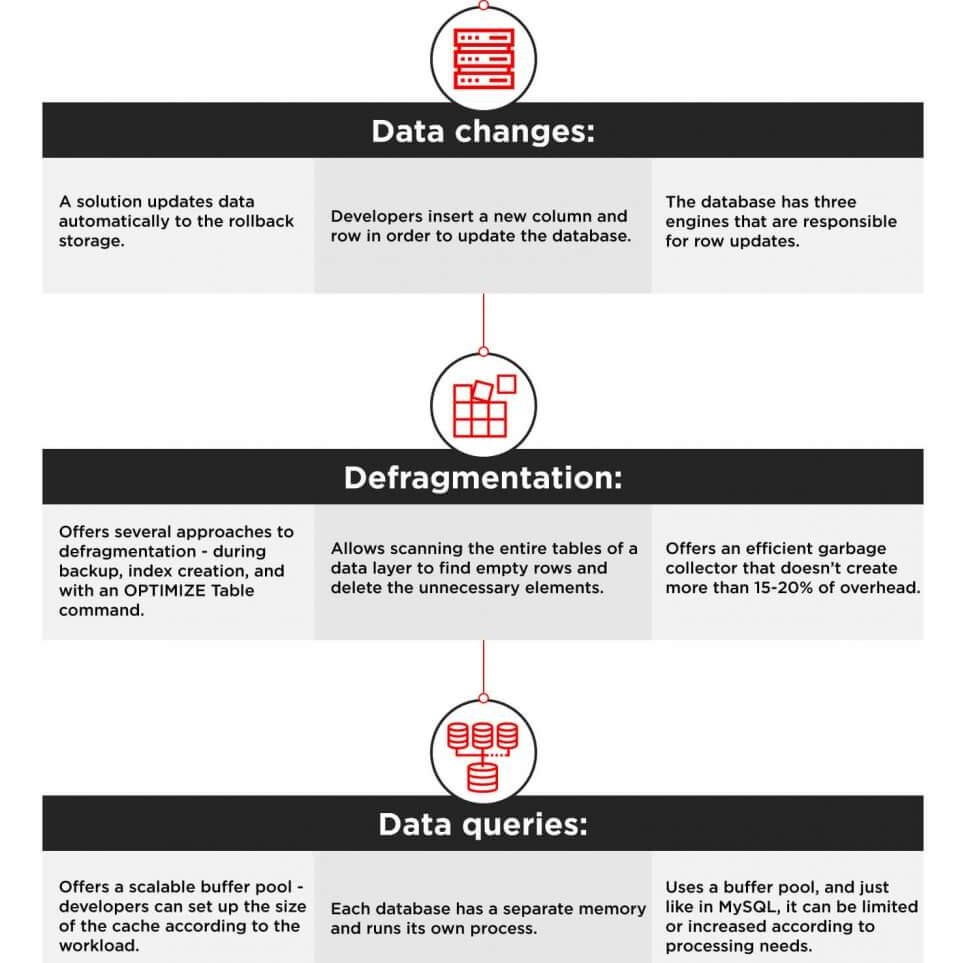 Data changes:
A solution updates data
automatically to the rollback
storage.
Developers insert a new column and
row in order to update the database.
The database has three
engines that are responsible
for row updates.
Defragmentation:
Offers several approaches to
defragmentation - during
backup, index creation, and
with an OPTIMIZE Table
command.
Allows scanning the entire tables of a
data layer to find empty rows and
delete the unnecessary elements.
Offers an efficient garbage
collector that doesn’t create
more than 15-20% of overhead.
Data queries:
Offers a scalable buffer pool -
developers can set up the size
of the cache according to the
workload.
Each database has a separate memory
and runs its own process.
Uses a buffer pool, and just
like in MySQL, it can be limited
or increased according to
processing needs.